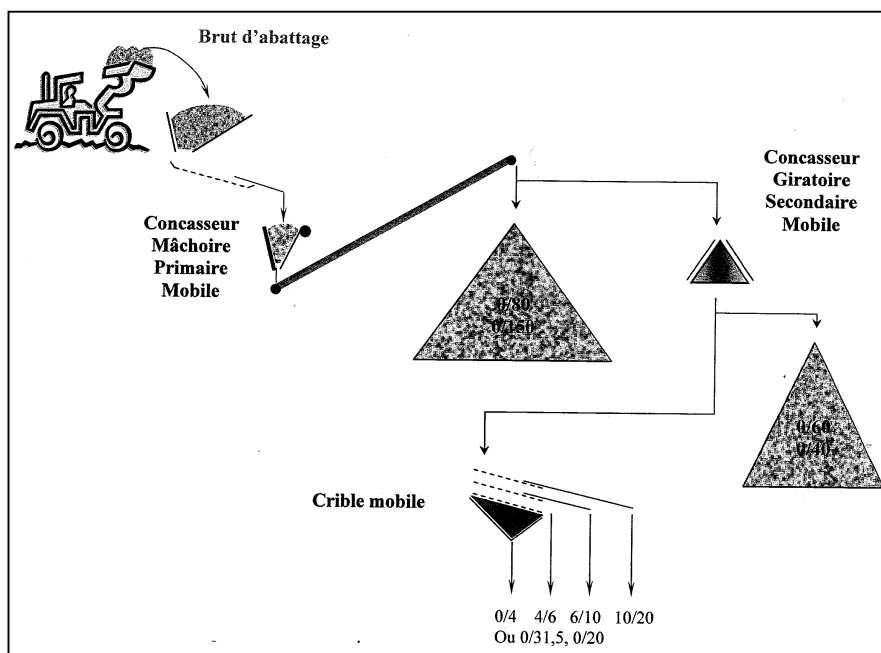 Brut d'abattage
Concasseur
Mâchoire
Primaire
Mobile
Concasseur
Giratoire
Secondaire
Mobile
0/80
0/150
0/60
0/40
Crible mobile
0/4 4/6 6/10 10/20
Ou 0/31,5, 0/20